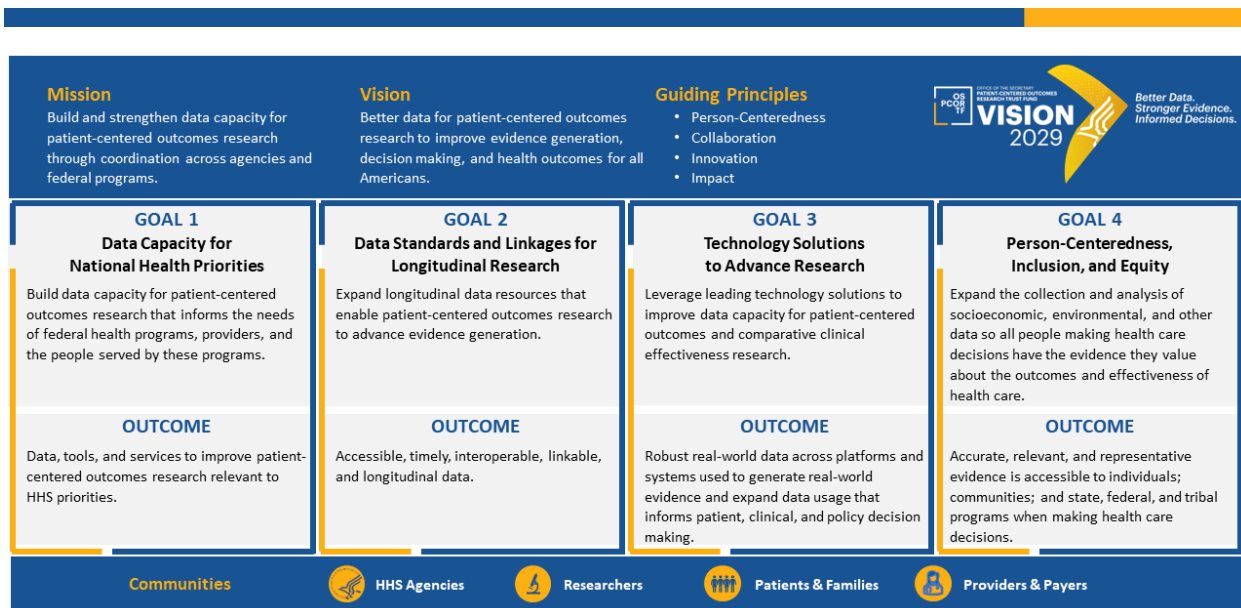 Mission
Build and strengthen data capacity for
patient-centered outcomes research
through coordination across agencies and
federal programs.
Vision
Better data for patient-centered outcomes
research to improve evidence generation,
decision making, and health outcomes for all
Americans.
Guiding Principles
• Person-Centeredness
• Collaboration
• Innovation
• Impact
OS
PCOR
TF
OFFICE OF THE SECRETARY
PATIENT-CENTERED OUTCOMES
RESEARCH TRUST FUND
VISION
2029
Better Data.
Stronger Evidence.
Informed Decisions.
GOAL 1
Data Capacity for
National Health Priorities
Build data capacity for patient-centered
outcomes research that informs the needs
of federal health programs, providers, and
the people served by these programs.
OUTCOME
Data, tools, and services to improve patient-
centered outcomes research relevant to
HHS priorities.
GOAL 2
Data Standards and Linkages for
Longitudinal Research
Expand longitudinal data resources that
enable patient-centered outcomes research
to advance evidence generation.
OUTCOME
Accessible, timely, interoperable, linkable,
and longitudinal data.
GOAL 3
Technology Solutions
to Advance Research
Leverage leading technology solutions to
improve data capacity for patient-centered
outcomes and comparative clinical
effectiveness research.
OUTCOME
Robust real-world data across platforms and
systems used to generate real-world
evidence and expand data usage that
informs patient, clinical, and policy decision
making.
GOAL 4
Person-Centeredness,
Inclusion, and Equity
Expand the collection and analysis of
socioeconomic, environmental, and other
data so all people making health care
decisions have the evidence they value
about the outcomes and effectiveness of
health care.
OUTCOME
Accurate, relevant, and representative
evidence is accessible to individuals;
communities; and state, federal, and tribal
programs when making health care
decisions.
Communities
HHS Agencies
Researchers
Patients & Families
Providers & Payers